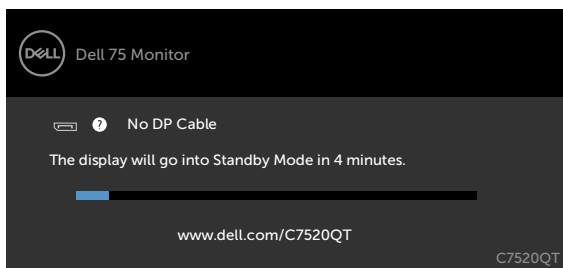 DELL
Dell 75 Monitor
? No DP Cable
The display will go into Standby Mode in 4 minutes.
www.dell.com/C7520QT
C7520QT